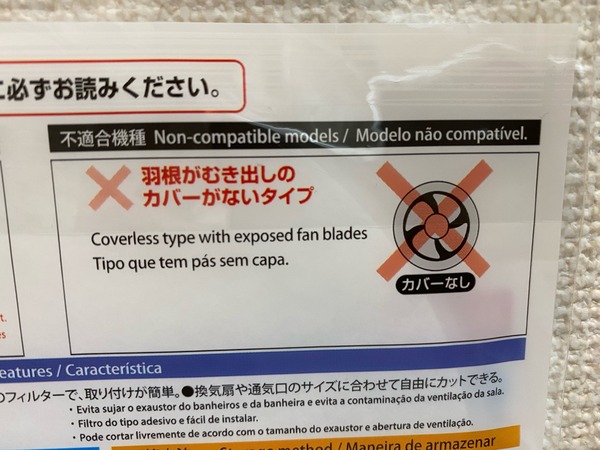 必ずお読みください。
不適合機種 Non-compatible models / Modelo não compatível.
羽根がむき出しの
カバーがないタイプ
Coverless type with exposed fan blades
Tipo que tem pás sem capa.
カバーなし
eatures / Característica
のフィルターで、取り付けが簡単。●換気扇や通気口のサイズに合わせて自由にカットできる。
・Evita sujar o exaustor do banheiros e da banheira e evita a contaminação da ventilação da sala.
・Filtro do tipo adesivo e fácil de instalar.
・Pode cortar livremente de acordo com o tamanho do exaustor e abertura de ventilação.
Storage method / Maneira de armazenar